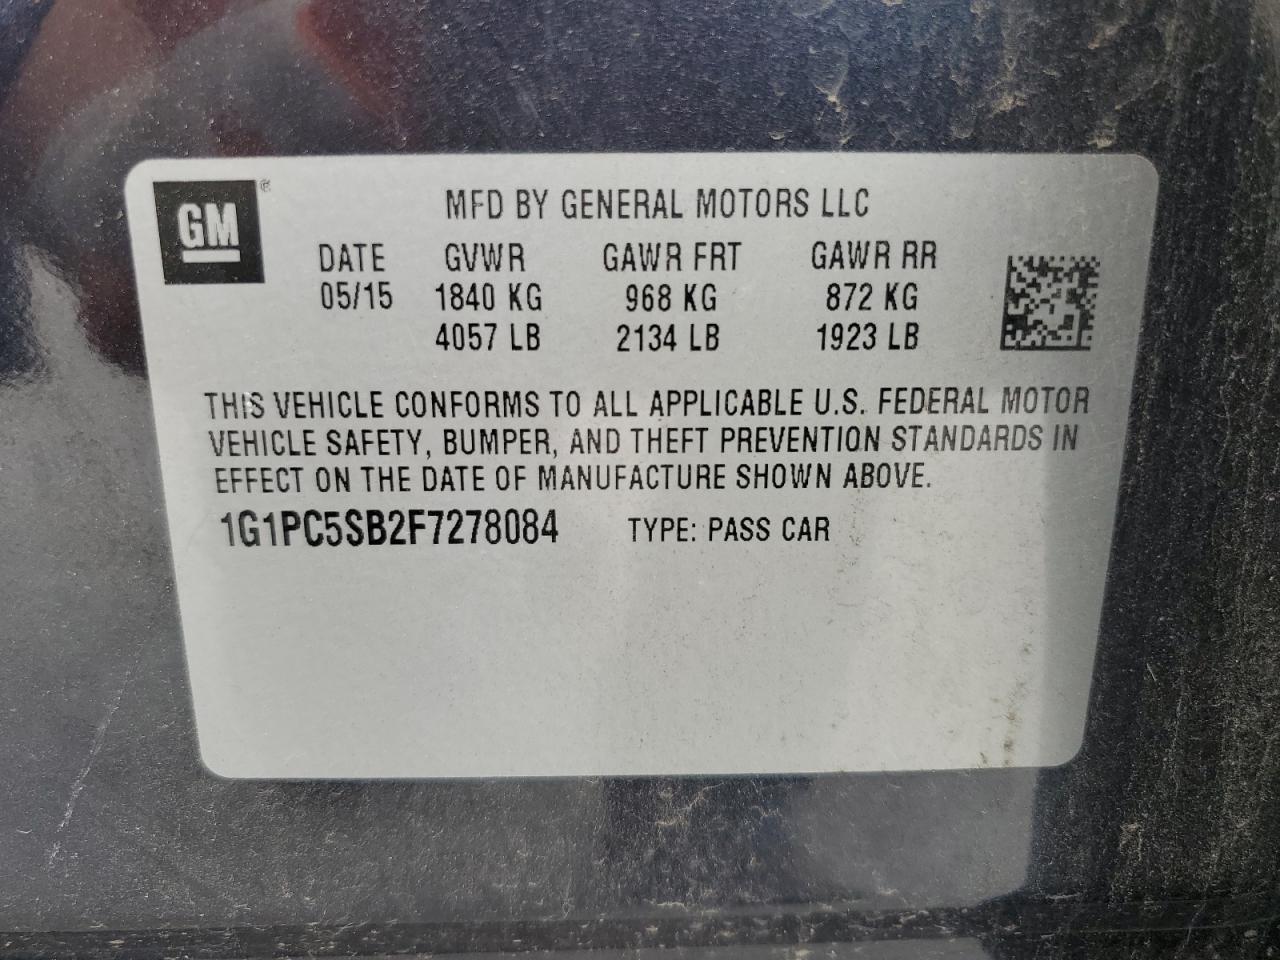 GM®
MFD BY GENERAL MOTORS LLC
DATE GVWR GAWR FRT GAWR RR
05/15 1840 KG 968 KG 872 KG
4057 LB 2134 LB 1923 LB
THIS VEHICLE CONFORMS TO ALL APPLICABLE U.S. FEDERAL MOTOR
VEHICLE SAFETY, BUMPER, AND THEFT PREVENTION STANDARDS IN
EFFECT ON THE DATE OF MANUFACTURE SHOWN ABOVE.
1G1PC5SB2F7278084 TYPE: PASS CAR